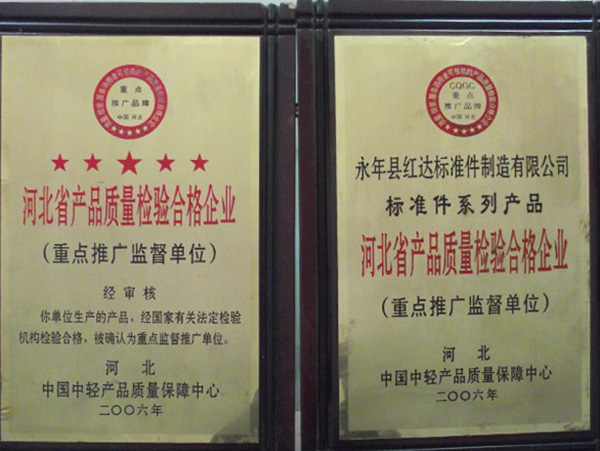 重点
推广品牌
中国 河北
河北省产品质量检验合格企业
（重点推广监督单位）
经审核
你单位生产的产品，经国家有关法定检验
机构检验合格，被确认为重点监督推广单位。
河北
中国中轻产品质量保障中心
二〇〇六年
CQGC
重点
推广品牌
中国 河北
永年县红达标准件制造有限公司
标准件系列产品
河北省产品质量检验合格企业
（重点推广监督单位）
河北
中国中轻产品质量保障中心
二〇〇六年